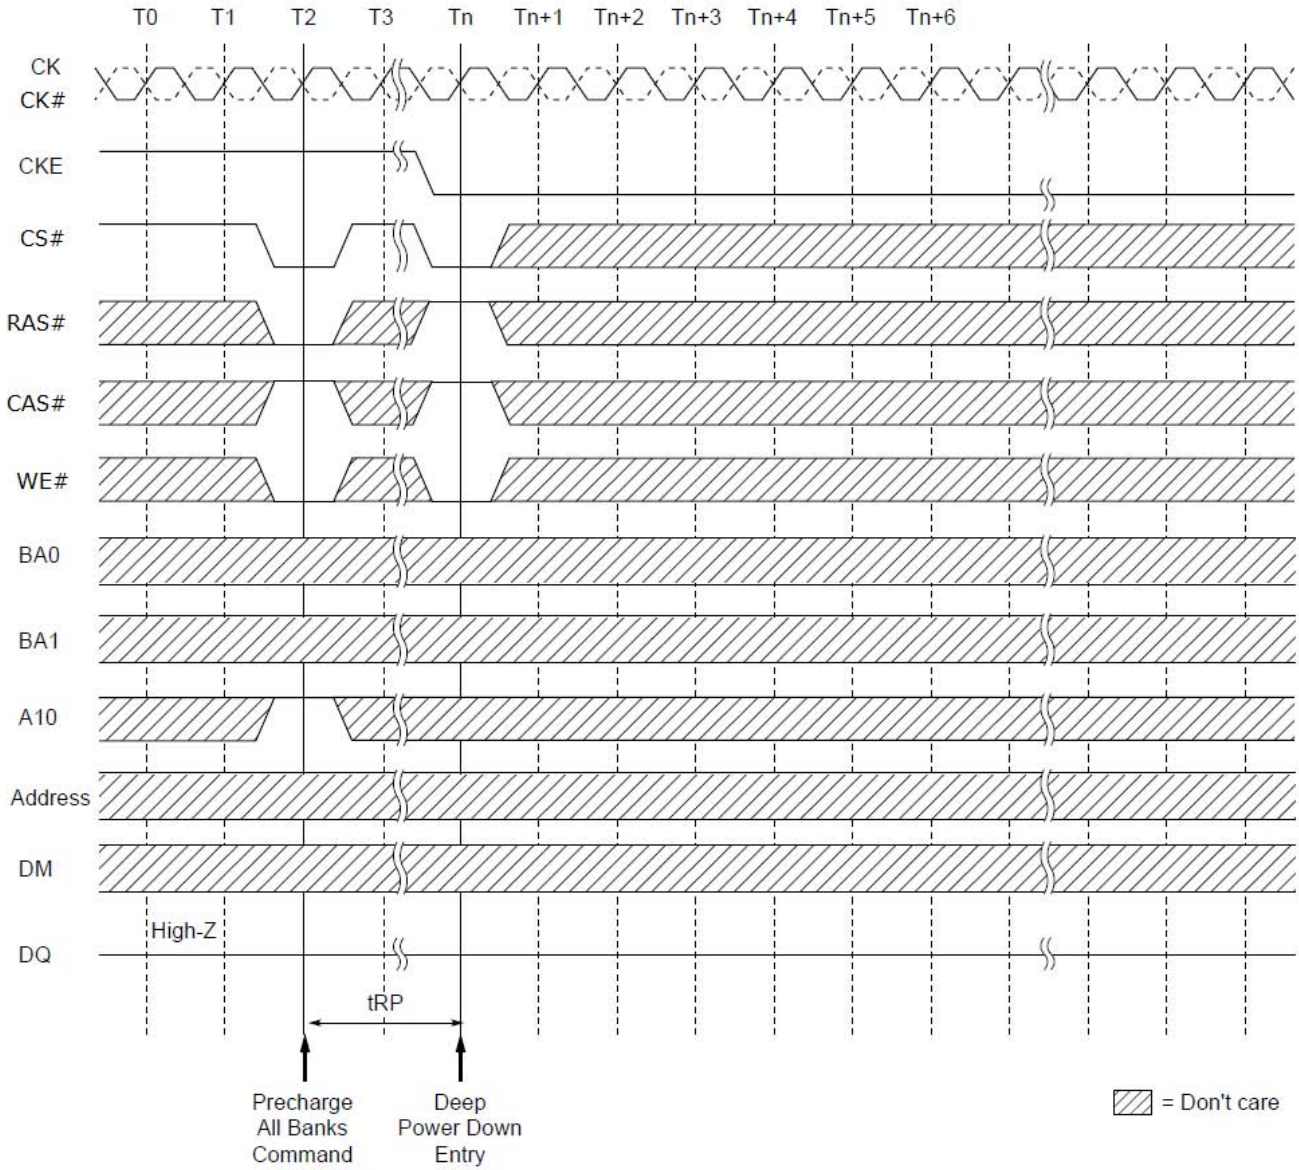 T0 T1 T2 T3 Tn Tn+1 Tn+2 Tn+3 Tn+4 Tn+5 Tn+6
CK
CK#
CKE
CS#
RAS#
CAS#
WE#
BA0
BA1
A10
Address
DM
High-Z
DQ
tRP
Precharge
All Banks
Command
Deep
Power Down
Entry
= Don't care